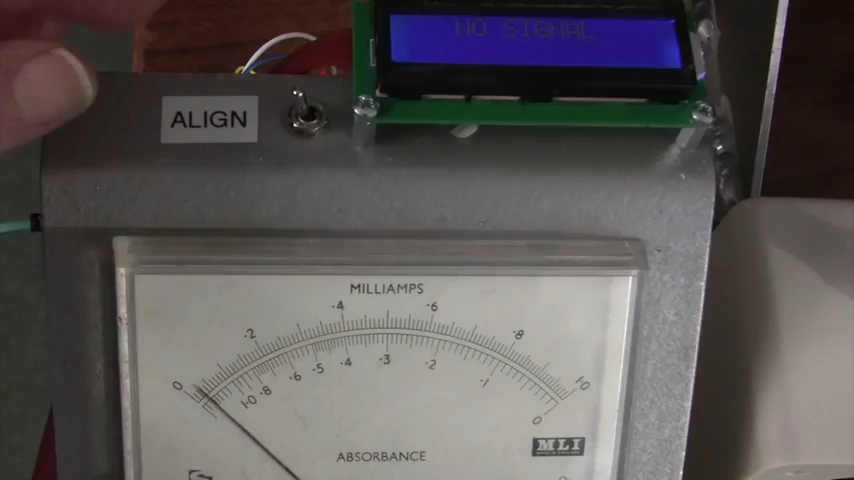 NO SIGNAL
ALIGN
MILLIAMPS
0 ·2 ·4 ·6 ·8 1·0
1·0 ·8 ·6 ·5 ·4 ·3 ·2 ·1 0
ABSORBANCE
MLI